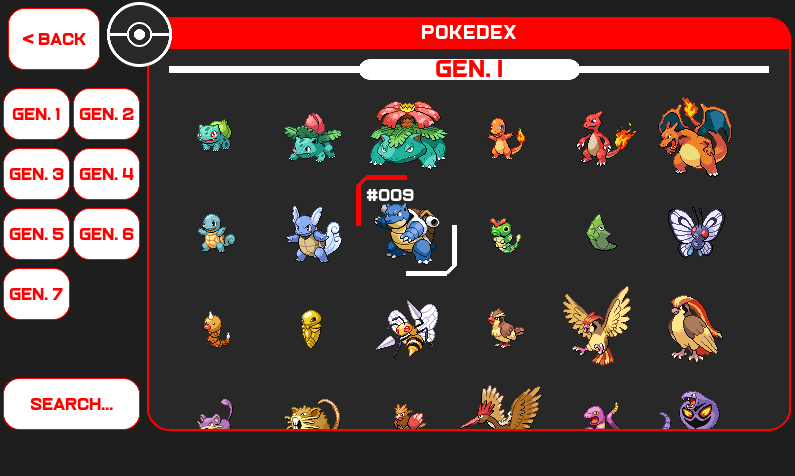 < BACK
POKEDEX
GEN. I
GEN. 1
GEN. 2
GEN. 3
GEN. 4
GEN. 5
GEN. 6
GEN. 7
#009
SEARCH...